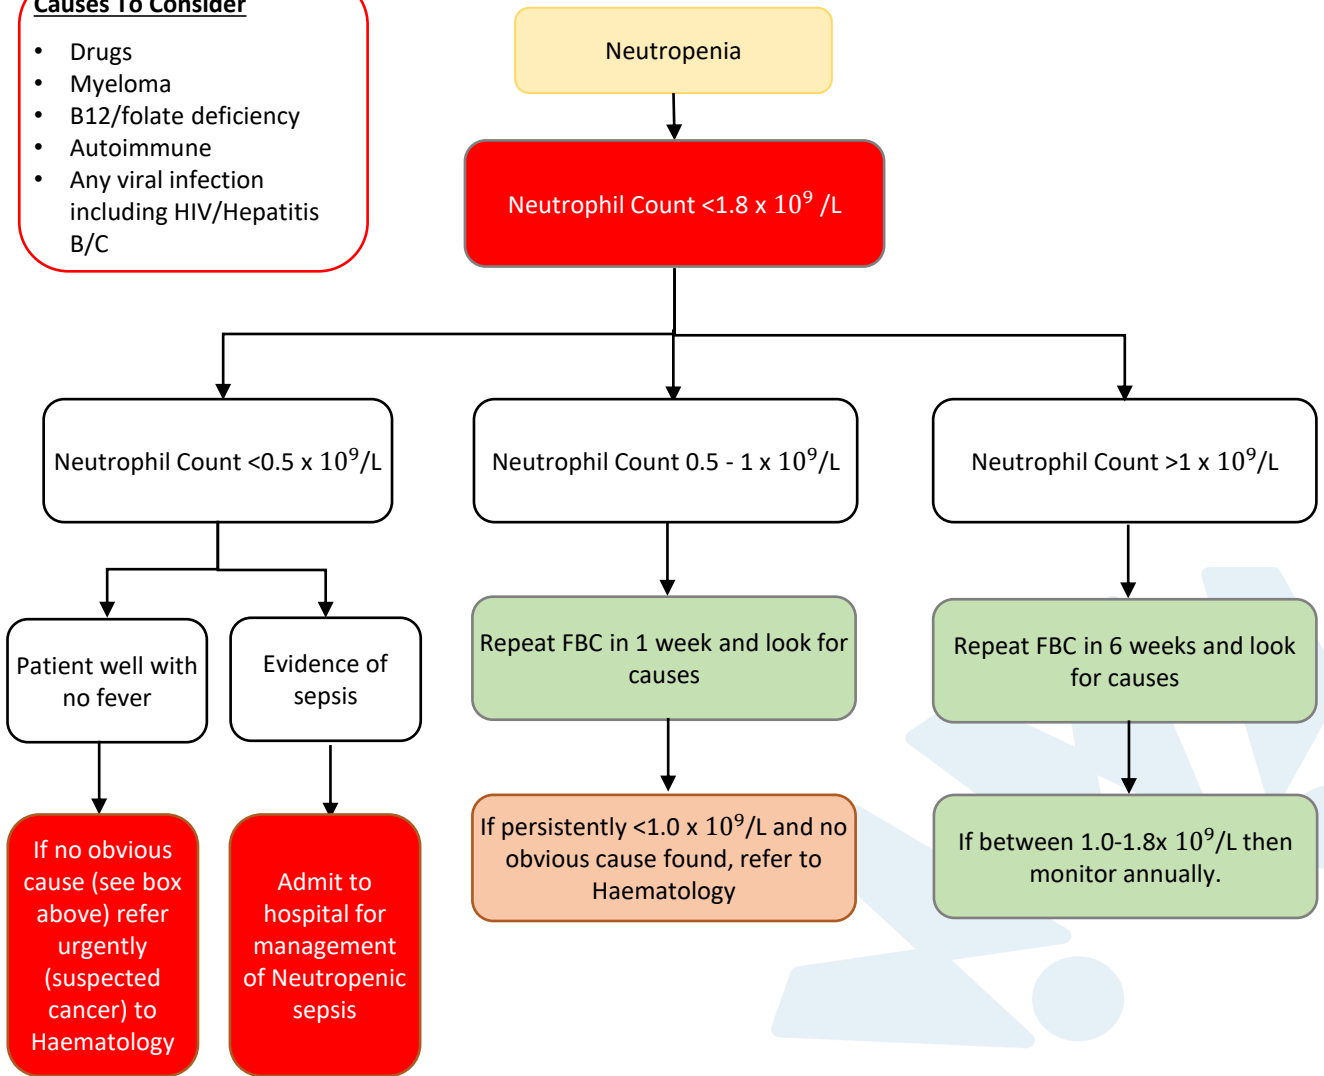 Causes To Consider
• Drugs
• Myeloma
• B12/folate deficiency
• Autoimmune
• Any viral infection
including HIV/Hepatitis
B/C
Neutropenia
Neutrophil Count <1.8 x 10⁹ /L
Neutrophil Count <0.5 x 10⁹/L
Neutrophil Count 0.5 - 1 x 10⁹/L
Neutrophil Count >1 x 10⁹/L
Patient well with
no fever
Evidence of
sepsis
Repeat FBC in 1 week and look for
causes
Repeat FBC in 6 weeks and look
for causes
If no obvious
cause (see box
above) refer
urgently
(suspected
cancer) to
Haematology
Admit to
hospital for
management
of Neutropenic
sepsis
If persistently <1.0 x 10⁹/L and no
obvious cause found, refer to
Haematology
If between 1.0-1.8x 10⁹/L then
monitor annually.